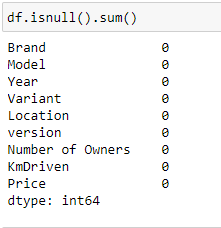 df.isnull().sum()
Brand 0
Model 0
Year 0
Variant 0
Location 0
version 0
Number of Owners 0
KmDriven 0
Price 0
dtype: int64